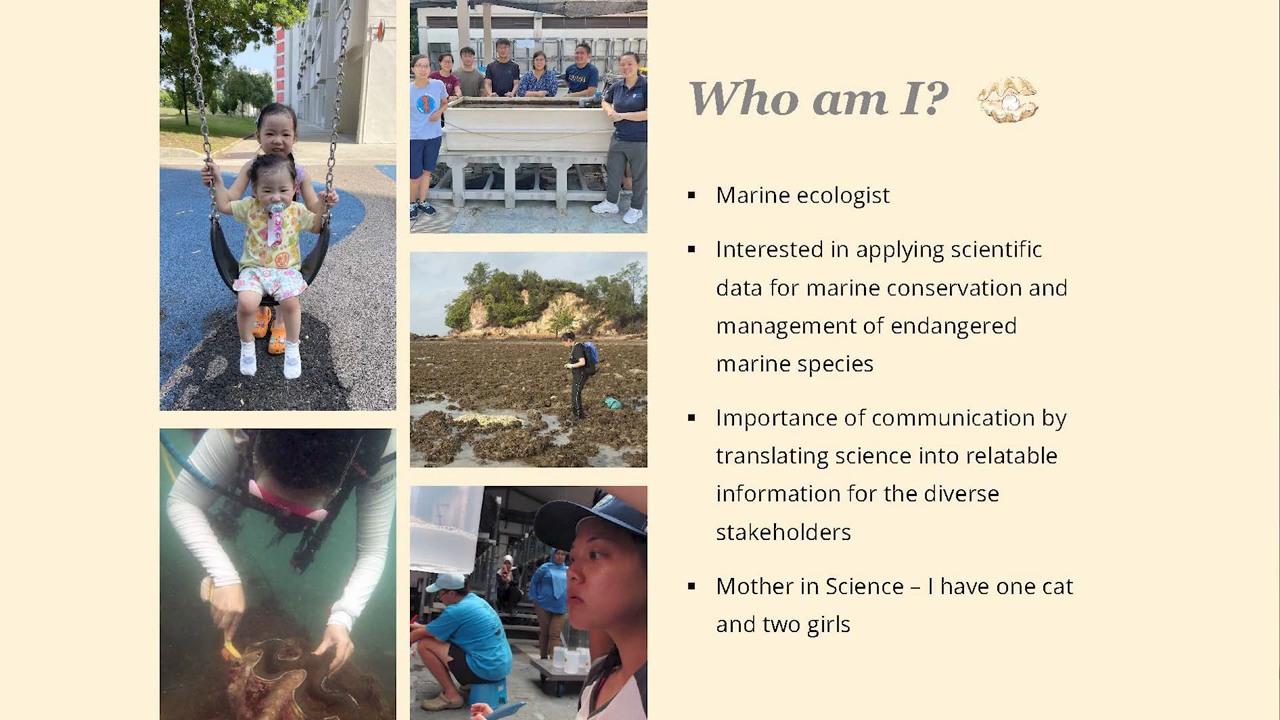 Who am I?
▪ Marine ecologist
▪ Interested in applying scientific
data for marine conservation and
management of endangered
marine species
▪ Importance of communication by
translating science into relatable
information for the diverse
stakeholders
▪ Mother in Science – I have one cat
and two girls